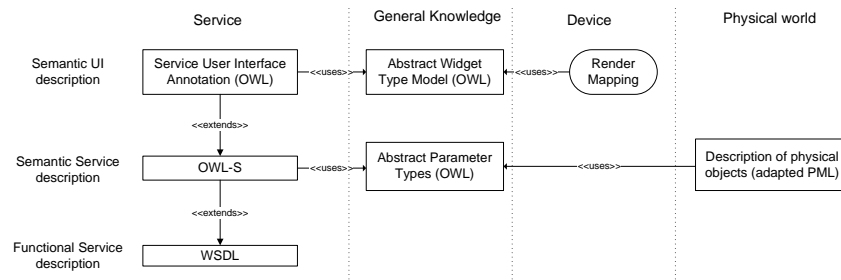 Service
General Knowledge
Device
Physical world
Semantic UI
description
Service User Interface
Annotation (OWL)
<<uses>>
Abstract Widget
Type Model (OWL)
<<uses>>
Render
Mapping
<<extends>>
Semantic Service
description
OWL-S
<<uses>>
Abstract Parameter
Types (OWL)
<<uses>>
Description of physical
objects (adapted PML)
<<extends>>
Functional Service
description
WSDL